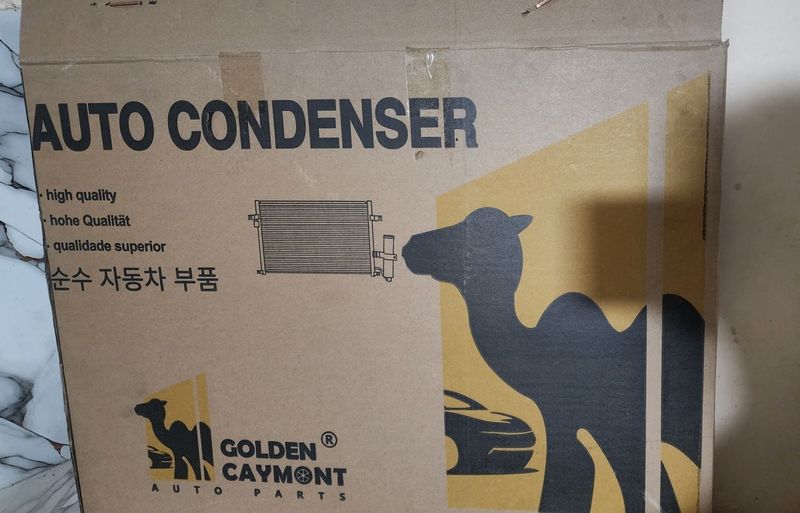 AUTO CONDENSER
· high quality
· hohe Qualität
· qualidade superior
순수 자동차 부품
GOLDEN ®
CAYMONT
AUTO PARTS